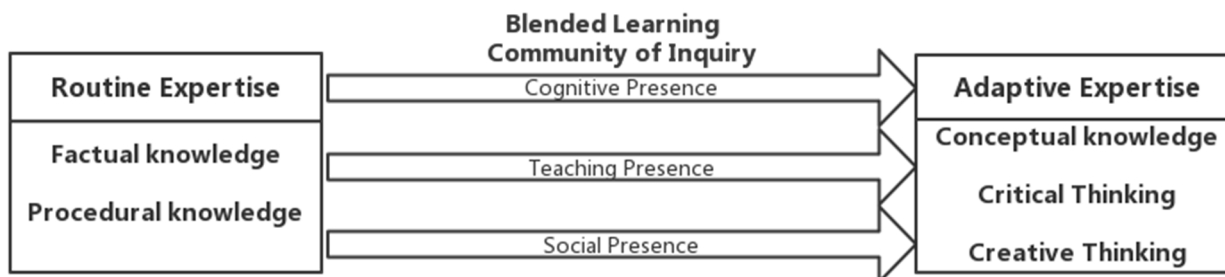 Blended Learning
Community of Inquiry
Routine Expertise
Factual knowledge
Procedural knowledge
Cognitive Presence
Teaching Presence
Social Presence
Adaptive Expertise
Conceptual knowledge
Critical Thinking
Creative Thinking